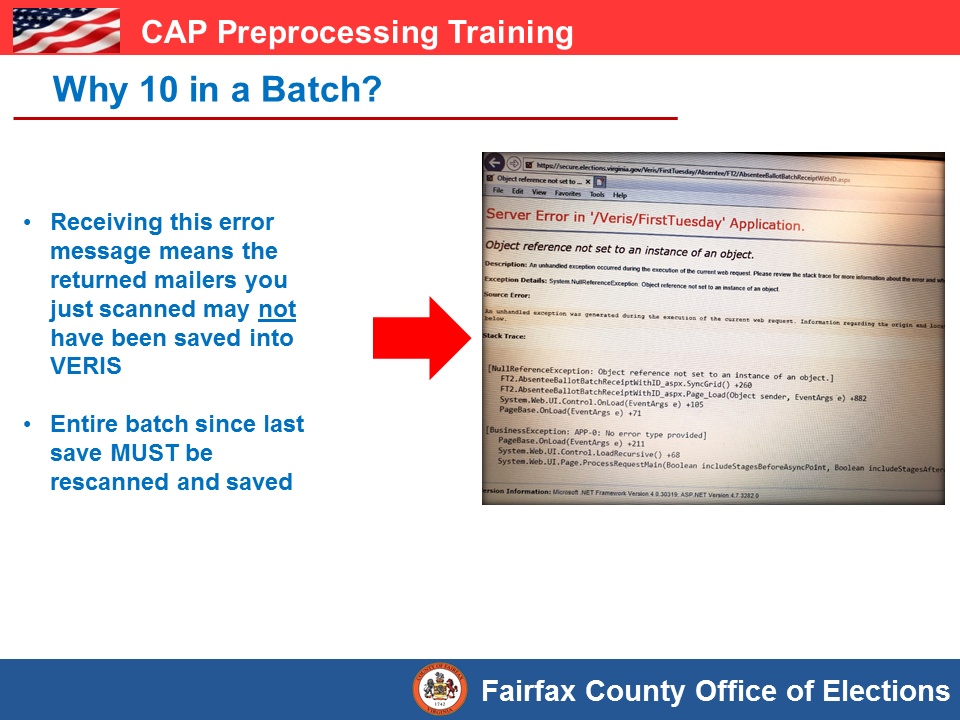 CAP Preprocessing Training
Why 10 in a Batch?
• Receiving this error
message means the
returned mailers you
just scanned may not
have been saved into
VERIS
• Entire batch since last
save MUST be
rescanned and saved
https://secure.elections.virginia.gov/Veris/FirstTuesday/Absentee/FT2/AbsenteeBallotBatchReceiptWithID.aspx
Object reference not set to ... ×
File Edit View Favorites Tools Help
Server Error in '/Veris/FirstTuesday' Application.
Object reference not set to an instance of an object.
Description: An unhandled exception occurred during the execution of the current web request. Please review the stack trace for more information about the error and
Exception Details: System.NullReferenceException: Object reference not set to an instance of an object.
Source Error:
An unhandled exception was generated during the execution of the current web request. Information regarding the origin and
below.
Stack Trace:
[NullReferenceException: Object reference not set to an instance of an object.]
FT2.AbsenteeBallotBatchReceiptWithID_aspx.SyncGrid() +260
FT2.AbsenteeBallotBatchReceiptWithID_aspx.Page_Load(Object sender, EventArgs e) +882
System.Web.UI.Control.OnLoad(EventArgs e) +105
PageBase.OnLoad(EventArgs e) +71
[BusinessException: APP-0: No error type provided]
PageBase.OnLoad(EventArgs e) +211
System.Web.UI.Control.LoadRecursive() +68
System.Web.UI.Page.ProcessRequestMain(Boolean includeStagesBeforeAsyncPoint, Boolean includeStagesAfter
ersion Information: Microsoft .NET Framework Version:4.0.30319; ASP.NET Version:4.7.3282.0
COUNTY OF FAIRFAX
1742
VIRGINIA
Fairfax County Office of Elections